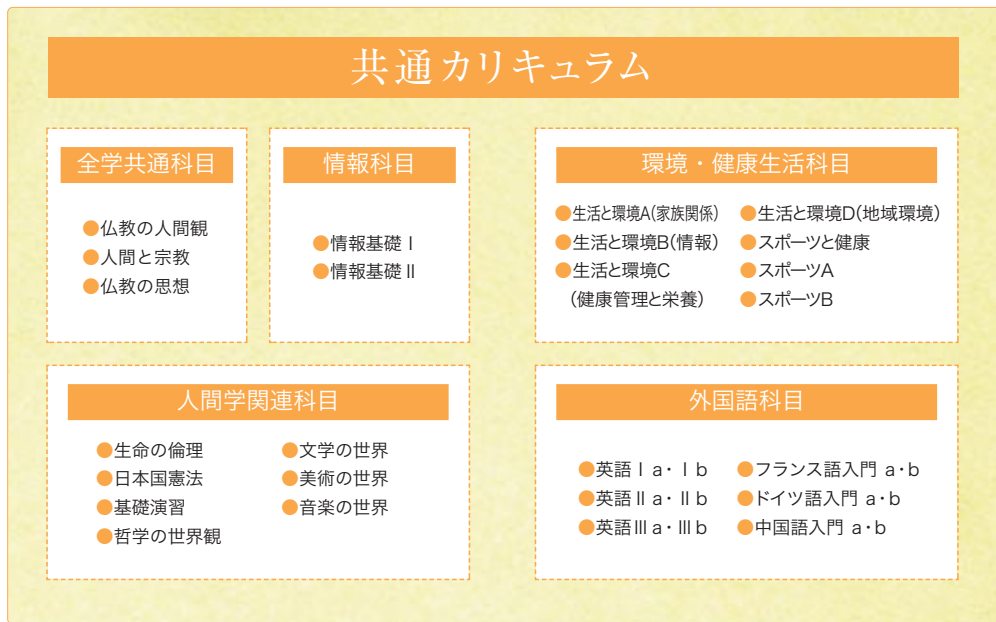 共通カリキュラム
全学共通科目
●仏教の人間観
●人間と宗教
●仏教の思想
情報科目
●情報基礎Ⅰ
●情報基礎Ⅱ
環境・健康生活科目
●生活と環境A(家族関係)
●生活と環境B(情報)
●生活と環境C
(健康管理と栄養)
●生活と環境D(地域環境)
●スポーツと健康
●スポーツA
●スポーツB
人間学関連科目
●生命の倫理
●日本国憲法
●基礎演習
●哲学の世界観
●文学の世界
●美術の世界
●音楽の世界
外国語科目
●英語Ⅰa・Ⅰb
●英語Ⅱa・Ⅱb
●英語Ⅲa・Ⅲb
●フランス語入門 a・b
●ドイツ語入門 a・b
●中国語入門 a・b